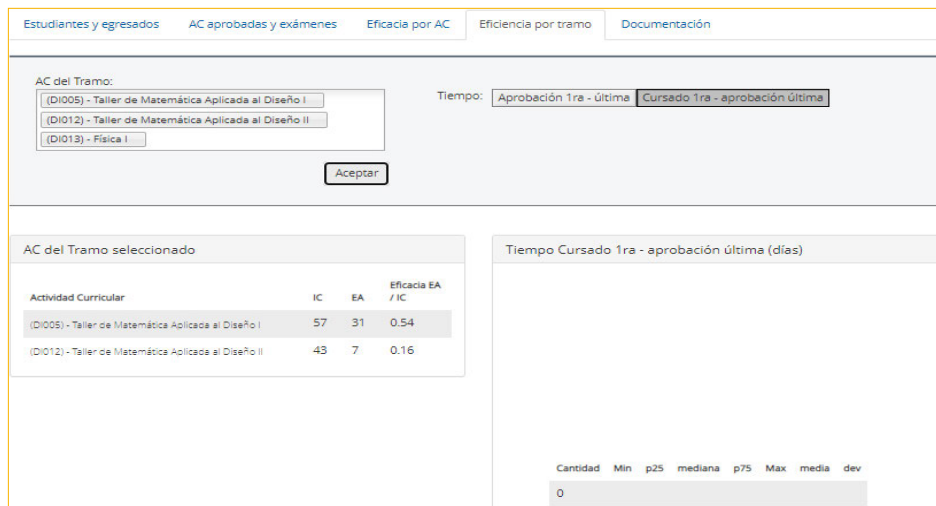 Estudiantes y egresados AC aprobadas y exámenes Eficacia por AC Eficiencia por tramo Documentación
AC del Tramo:
(DI005) - Taller de Matemática Aplicada al Diseño I
(DI012) - Taller de Matemática Aplicada al Diseño II
(DI013) - Física I
Tiempo: Aprobación 1ra - última Cursado 1ra - aprobación última
Aceptar
AC del Tramo seleccionado
Actividad Curricular IC EA Eficacia EA / IC
(DI005) - Taller de Matemática Aplicada al Diseño I 57 31 0.54
(DI012) - Taller de Matemática Aplicada al Diseño II 43 7 0.16
Tiempo Cursado 1ra - aprobación última (días)
Cantidad Min p25 mediana p75 Max media dev
0